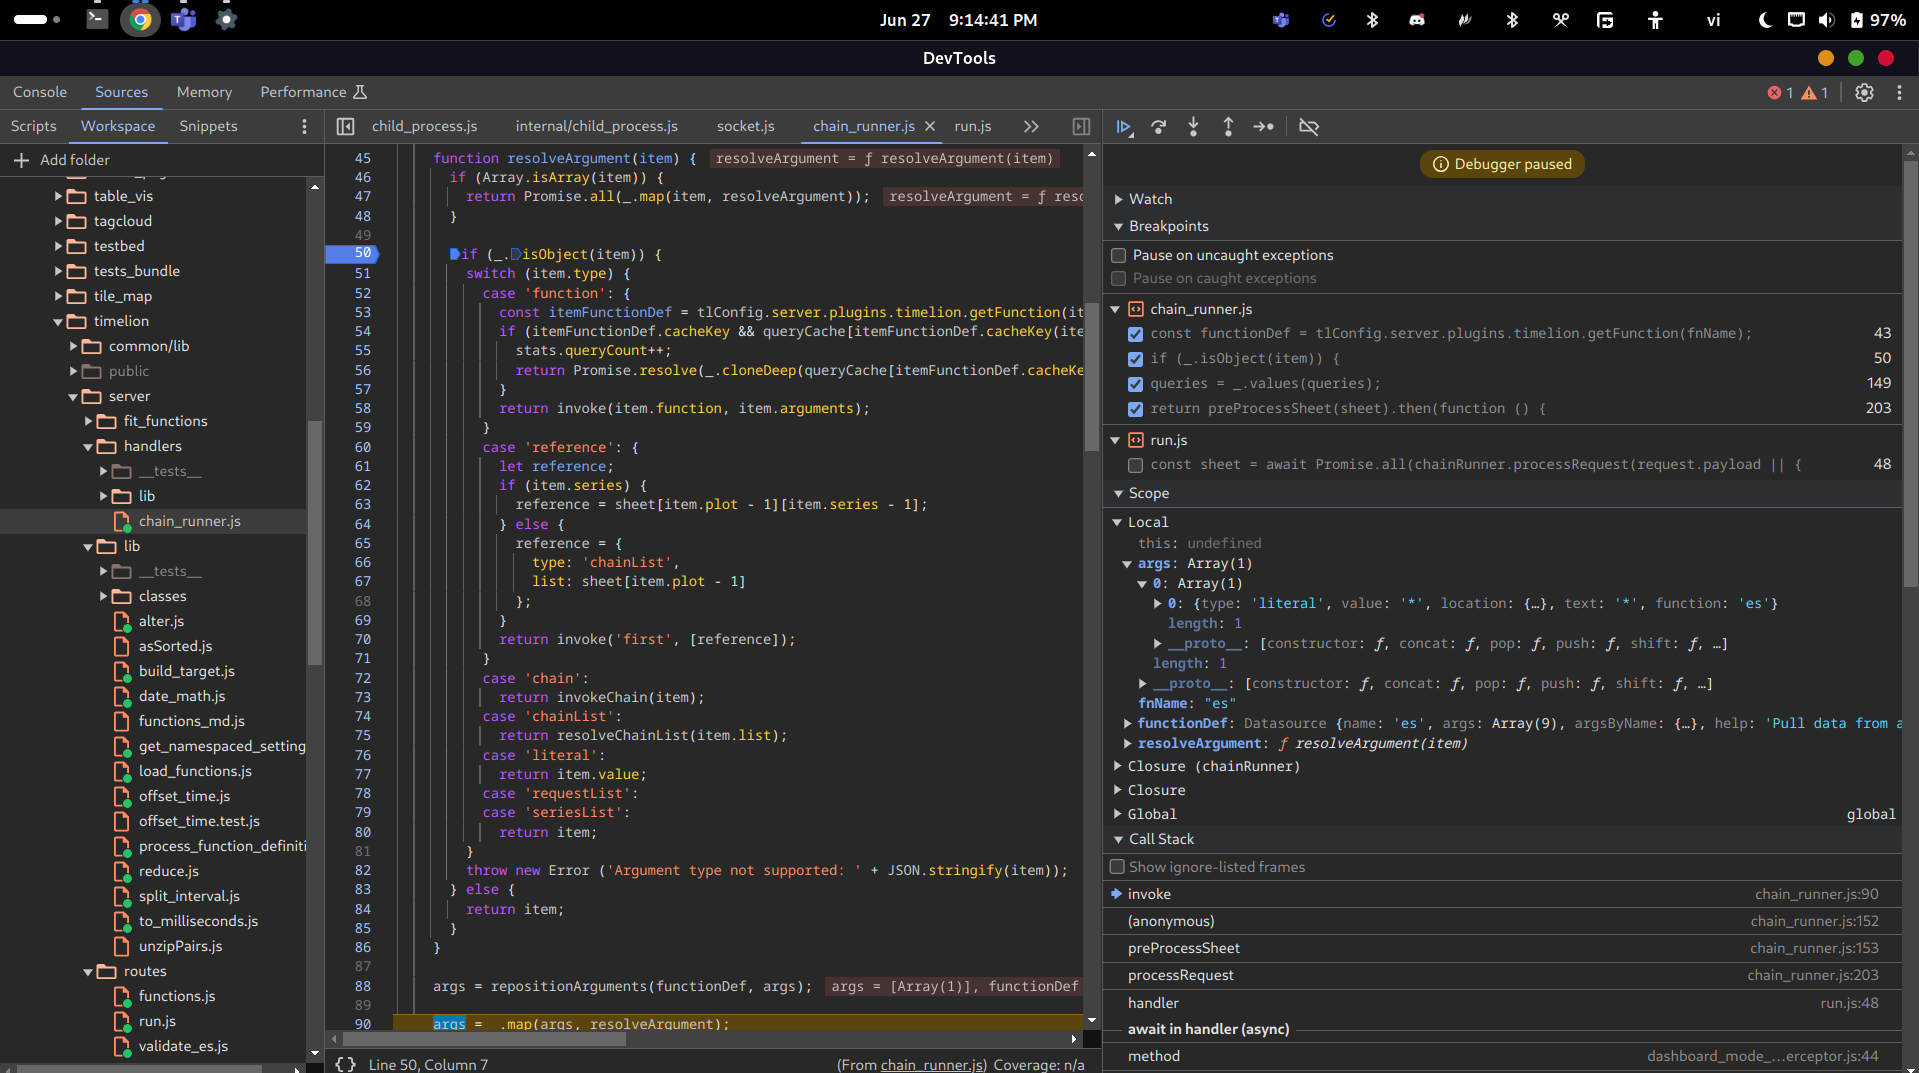 Jun 27 9:14:41 PM
vi
97%
DevTools
Console Sources Memory Performance
1 1
Scripts Workspace Snippets
child_process.js internal/child_process.js socket.js chain_runner.js run.js
Add folder
table_vis
tagcloud
testbed
tests_bundle
tile_map
timelion
common/lib
public
server
fit_functions
handlers
__tests__
lib
chain_runner.js
lib
__tests__
classes
alter.js
asSorted.js
build_target.js
date_math.js
functions_md.js
get_namespaced_setting
load_functions.js
offset_time.js
offset_time.test.js
process_function_definiti
reduce.js
split_interval.js
to_milliseconds.js
unzipPairs.js
routes
functions.js
run.js
validate_es.js
45 function resolveArgument(item) { resolveArgument = ƒ resolveArgument(item)
46 if (Array.isArray(item)) {
47 return Promise.all(_.map(item, resolveArgument)); resolveArgument = ƒ reso
48 }
49
50 if (_.isObject(item)) {
51 switch (item.type) {
52 case 'function': {
53 const itemFunctionDef = tlConfig.server.plugins.timelion.getFunction(it
54 if (itemFunctionDef.cacheKey && queryCache[itemFunctionDef.cacheKey(ite
55 stats.queryCount++;
56 return Promise.resolve(_.cloneDeep(queryCache[itemFunctionDef.cacheKe
57 }
58 return invoke(item.function, item.arguments);
59 }
60 case 'reference': {
61 let reference;
62 if (item.series) {
63 reference = sheet[item.plot - 1][item.series - 1];
64 } else {
65 reference = {
66 type: 'chainList',
67 list: sheet[item.plot - 1]
68 };
69 }
70 return invoke('first', [reference]);
71 }
72 case 'chain':
73 return invokeChain(item);
74 case 'chainList':
75 return resolveChainList(item.list);
76 case 'literal':
77 return item.value;
78 case 'requestList':
79 case 'seriesList':
80 return item;
81 }
82 throw new Error ('Argument type not supported: ' + JSON.stringify(item));
83 } else {
84 return item;
85 }
86 }
87
88 args = repositionArguments(functionDef, args); args = [Array(1)], functionDef
89
90 args = _.map(args, resolveArgument);
{} Line 50, Column 7 (From chain_runner.js) Coverage: n/a
Debugger paused
Watch
Breakpoints
Pause on uncaught exceptions
Pause on caught exceptions
chain_runner.js
const functionDef = tlConfig.server.plugins.timelion.getFunction(fnName); 43
if (_.isObject(item)) { 50
queries = _.values(queries); 149
return preProcessSheet(sheet).then(function () { 203
run.js
const sheet = await Promise.all(chainRunner.processRequest(request.payload || { 48
Scope
Local
this: undefined
args: Array(1)
0: Array(1)
0: {type: 'literal', value: '*', location: {…}, text: '*', function: 'es'}
length: 1
__proto__: [constructor: ƒ, concat: ƒ, pop: ƒ, push: ƒ, shift: ƒ, …]
length: 1
__proto__: [constructor: ƒ, concat: ƒ, pop: ƒ, push: ƒ, shift: ƒ, …]
fnName: "es"
functionDef: Datasource {name: 'es', args: Array(9), argsByName: {…}, help: 'Pull data from a
resolveArgument: ƒ resolveArgument(item)
Closure (chainRunner)
Closure
Global global
Call Stack
Show ignore-listed frames
invoke chain_runner.js:90
(anonymous) chain_runner.js:152
preProcessSheet chain_runner.js:153
processRequest chain_runner.js:203
handler run.js:48
await in handler (async)
method dashboard_mode_…erceptor.js:44